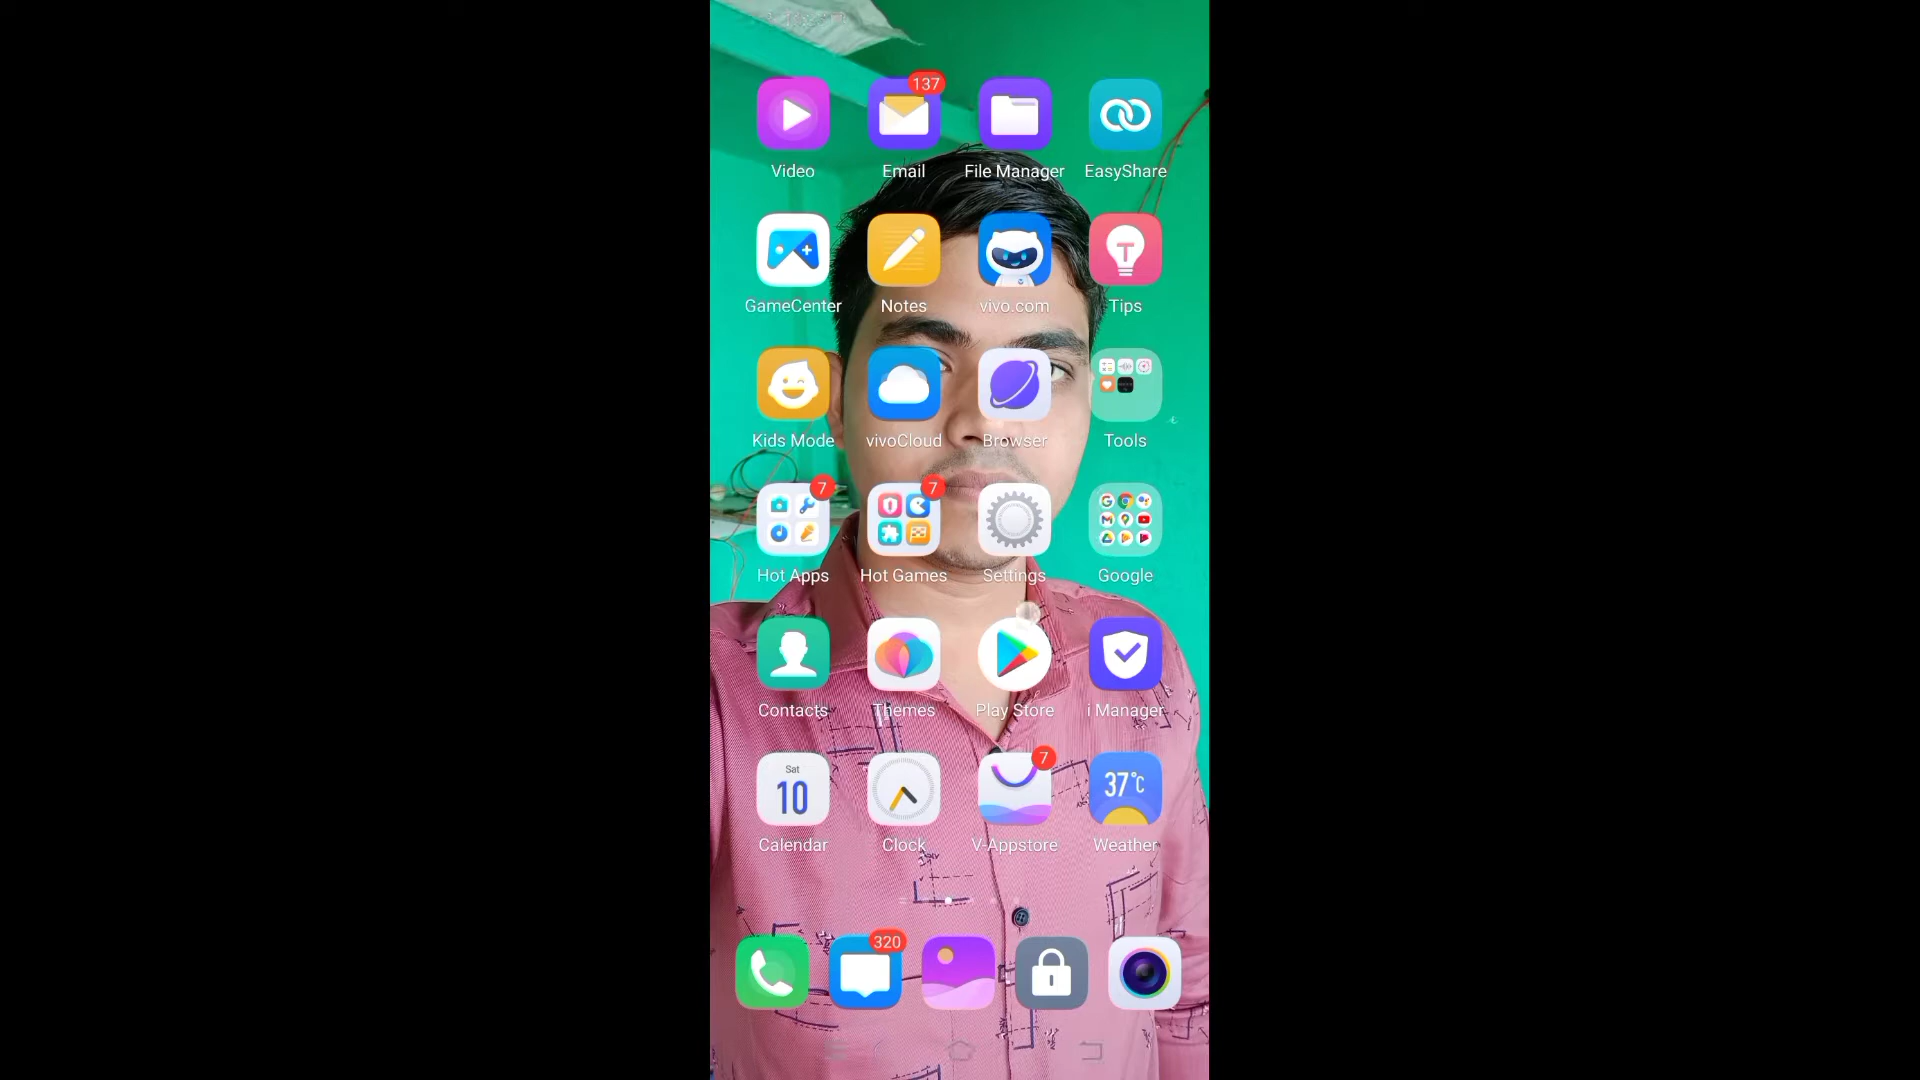 137
Video Email File Manager EasyShare
GameCenter Notes vivo.com Tips
Kids Mode vivoCloud Browser Tools
7 7
Hot Apps Hot Games Settings Google
Contacts Themes Play Store i Manager
7
Sat
10 37°C
Calendar Clock V-Appstore Weather
320